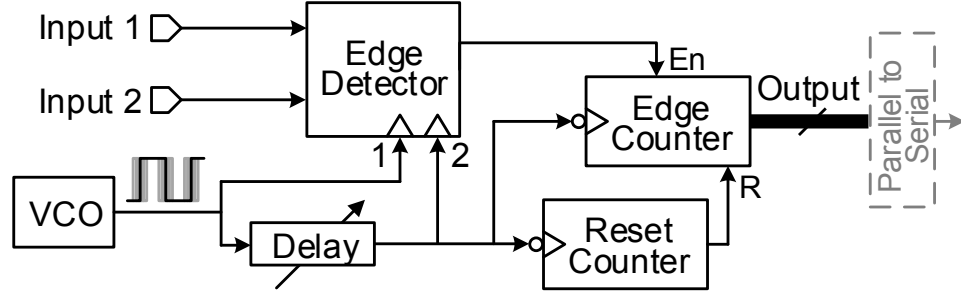 Input 1
Input 2
Edge
Detector
1
2
En
Edge
Counter
R
Output
Parallel to
Serial
VCO
Delay
Reset
Counter